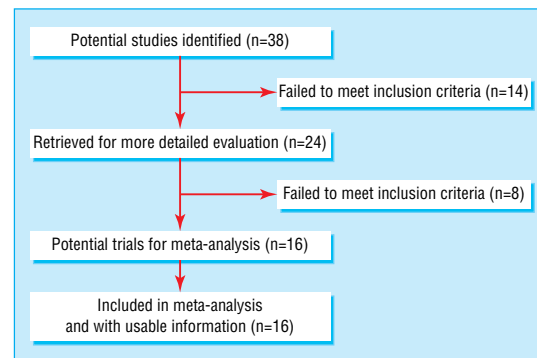 Potential studies identified (n=38)
Failed to meet inclusion criteria (n=14)
Retrieved for more detailed evaluation (n=24)
Failed to meet inclusion criteria (n=8)
Potential trials for meta-analysis (n=16)
Included in meta-analysis
and with usable information (n=16)